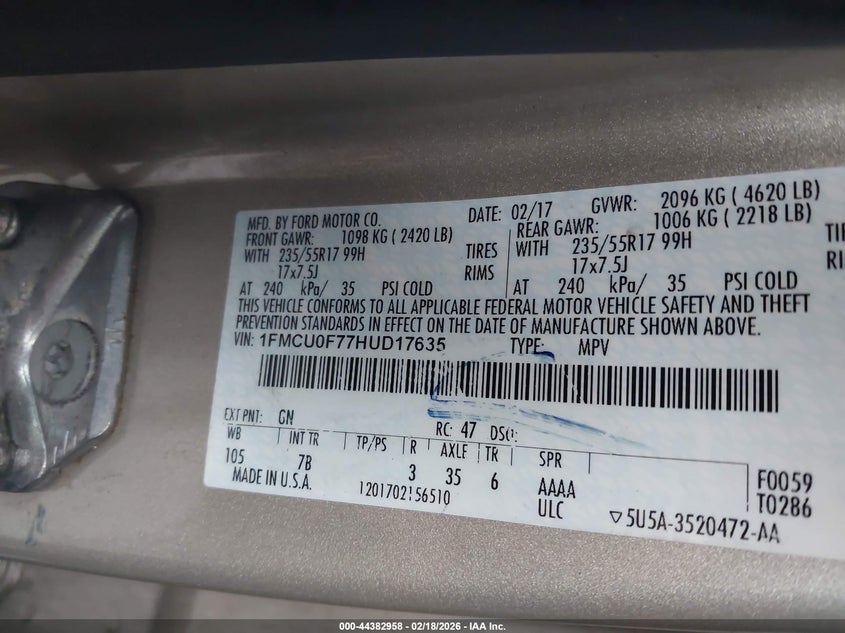 MFD. BY FORD MOTOR CO. DATE: 02/17 GVWR: 2096 KG ( 4620 LB)
FRONT GAWR: 1098 KG ( 2420 LB) REAR GAWR: 1006 KG ( 2218 LB)
WITH 235/55R17 99H TIRES WITH 235/55R17 99H
17x7.5J RIMS 17x7.5J
AT 240 kPa/ 35 PSI COLD AT 240 kPa/ 35 PSI COLD
THIS VEHICLE CONFORMS TO ALL APPLICABLE FEDERAL MOTOR VEHICLE SAFETY AND THEFT
PREVENTION STANDARDS IN EFFECT ON THE DATE OF MANUFACTURE SHOWN ABOVE.
VIN: 1FMCU0F77HUD17635 TYPE: MPV
EXT PNT: GN RC: 47
WB INT TR TP/PS R AXLE TR SPR
105 7B 3 35 6 AAAA
MADE IN U.S.A. ULC
F0059
T0286
▽5U5A-3520472-AA
000-44382958 - 02/18/2026 - IAA Inc.